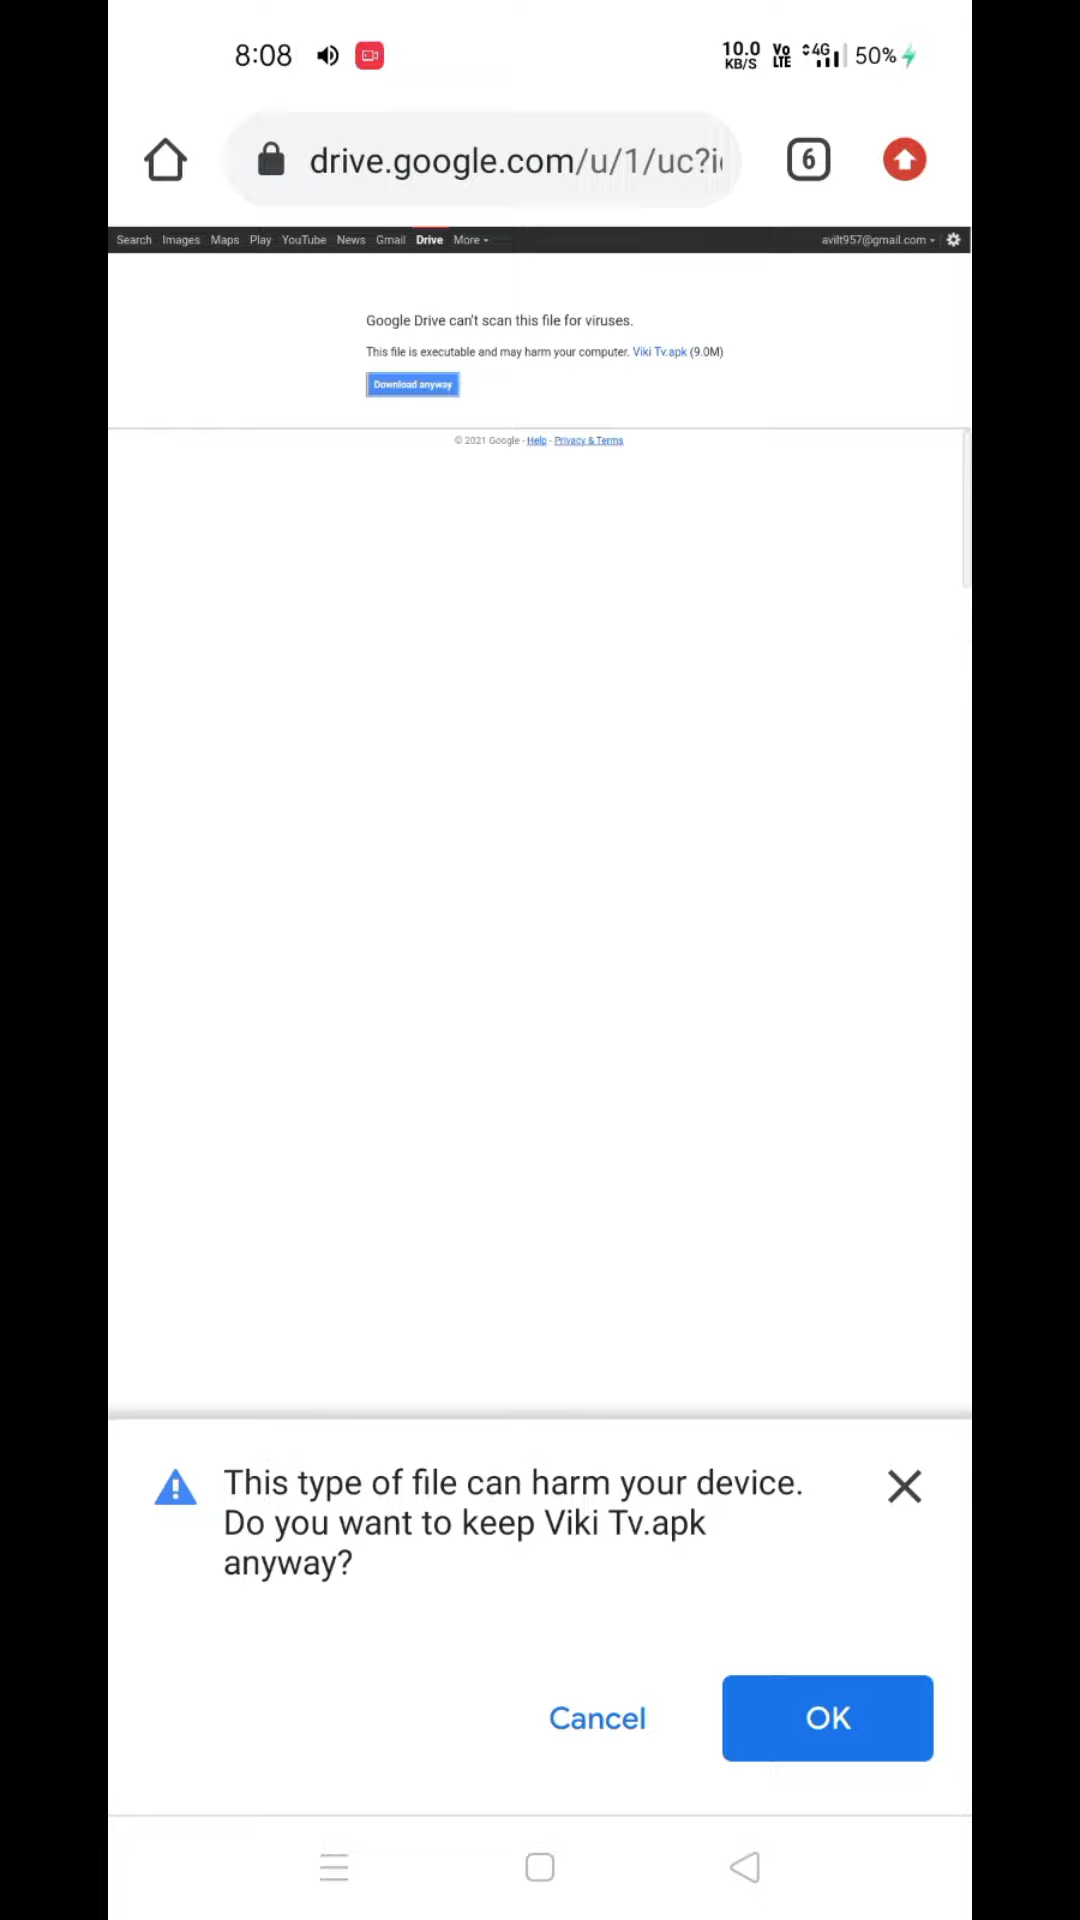 8:08
10.0 KB/S Vo LTE 4G 50%
drive.google.com/u/1/uc?i
6
Search Images Maps Play YouTube News Gmail Drive More avilt957@gmail.com
Google Drive can't scan this file for viruses.
This file is executable and may harm your computer. Viki Tv.apk (9.0M)
Download anyway
© 2021 Google - Help - Privacy & Terms
This type of file can harm your device.
Do you want to keep Viki Tv.apk
anyway?
Cancel OK